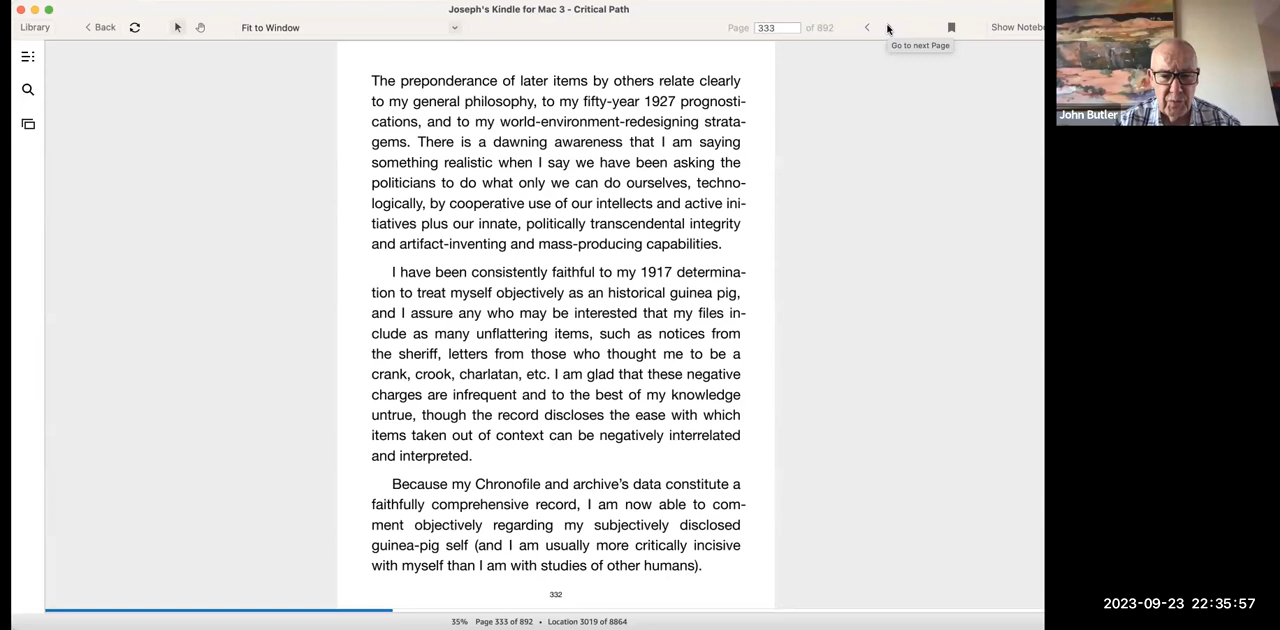 Joseph's Kindle for Mac 3 - Critical Path
Library
Back
Fit to Window
Page 333 of 892
Show Notebo
Go to next Page
The preponderance of later items by others relate clearly
to my general philosophy, to my fifty-year 1927 prognosti-
cations, and to my world-environment-redesigning strata-
gems. There is a dawning awareness that I am saying
something realistic when I say we have been asking the
politicians to do what only we can do ourselves, techno-
logically, by cooperative use of our intellects and active ini-
tiatives plus our innate, politically transcendental integrity
and artifact-inventing and mass-producing capabilities.
I have been consistently faithful to my 1917 determina-
tion to treat myself objectively as an historical guinea pig,
and I assure any who may be interested that my files in-
clude as many unflattering items, such as notices from
the sheriff, letters from those who thought me to be a
crank, crook, charlatan, etc. I am glad that these negative
charges are infrequent and to the best of my knowledge
untrue, though the record discloses the ease with which
items taken out of context can be negatively interrelated
and interpreted.
Because my Chronofile and archive's data constitute a
faithfully comprehensive record, I am now able to com-
ment objectively regarding my subjectively disclosed
guinea-pig self (and I am usually more critically incisive
with myself than I am with studies of other humans).
332
35% Page 333 of 892 • Location 3019 of 8864
John Butler
2023-09-23 22:35:57